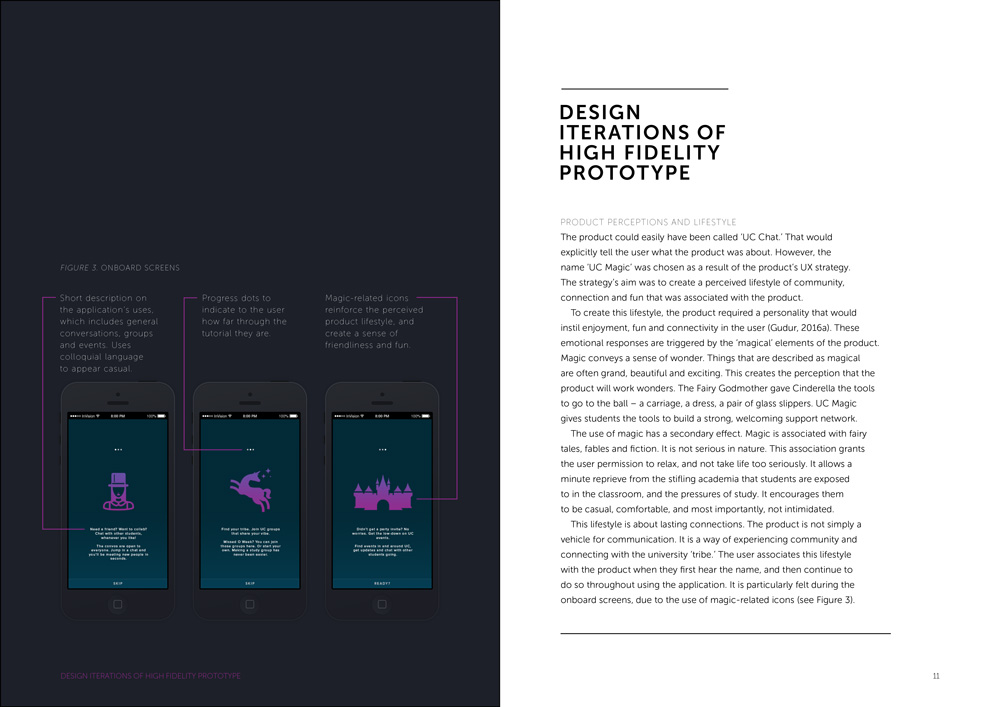 FIGURE 3. ONBOARD SCREENS
Short description on
the application's uses,
which includes general
conversations, groups
and events. Uses
colloquial language
to appear casual.
Progress dots to
indicate to the user
how far through the
tutorial they are.
Magic-related icons
reinforce the perceived
product lifestyle, and
create a sense of
friendliness and fun.
InVision 8:00 PM 100%
Need a friend? Want to collab?
Chat with other students,
whenever you like!
The convos are open to
everyone. Jump in a chat and
you'll be meeting new people in
seconds.
SKIP
InVision 8:00 PM 100%
Find your tribe. Join UC groups
that share your vibe.
Missed O Week? You can join
those groups here. Or start your
own. Making a study group has
never been easier.
SKIP
InVision 8:00 PM 100%
Didn't get a party invite? No
worries. Get the low-down on UC
events.
Find events in and around UC,
get updates and chat with other
students going.
READY?
DESIGN ITERATIONS OF HIGH FIDELITY PROTOTYPE
DESIGN
ITERATIONS OF
HIGH FIDELITY
PROTOTYPE
PRODUCT PERCEPTIONS AND LIFESTYLE
The product could easily have been called 'UC Chat.' That would
explicitly tell the user what the product was about. However, the
name 'UC Magic' was chosen as a result of the product's UX strategy.
The strategy's aim was to create a perceived lifestyle of community,
connection and fun that was associated with the product.
To create this lifestyle, the product required a personality that would
instil enjoyment, fun and connectivity in the user (Gudur, 2016a). These
emotional responses are triggered by the 'magical' elements of the product.
Magic conveys a sense of wonder. Things that are described as magical
are often grand, beautiful and exciting. This creates the perception that the
product will work wonders. The Fairy Godmother gave Cinderella the tools
to go to the ball – a carriage, a dress, a pair of glass slippers. UC Magic
gives students the tools to build a strong, welcoming support network.
The use of magic has a secondary effect. Magic is associated with fairy
tales, fables and fiction. It is not serious in nature. This association grants
the user permission to relax, and not take life too seriously. It allows a
minute reprieve from the stifling academia that students are exposed
to in the classroom, and the pressures of study. It encourages them
to be casual, comfortable, and most importantly, not intimidated.
This lifestyle is about lasting connections. The product is not simply a
vehicle for communication. It is a way of experiencing community and
connecting with the university 'tribe.' The user associates this lifestyle
with the product when they first hear the name, and then continue to
do so throughout using the application. It is particularly felt during the
onboard screens, due to the use of magic-related icons (see Figure 3).
11